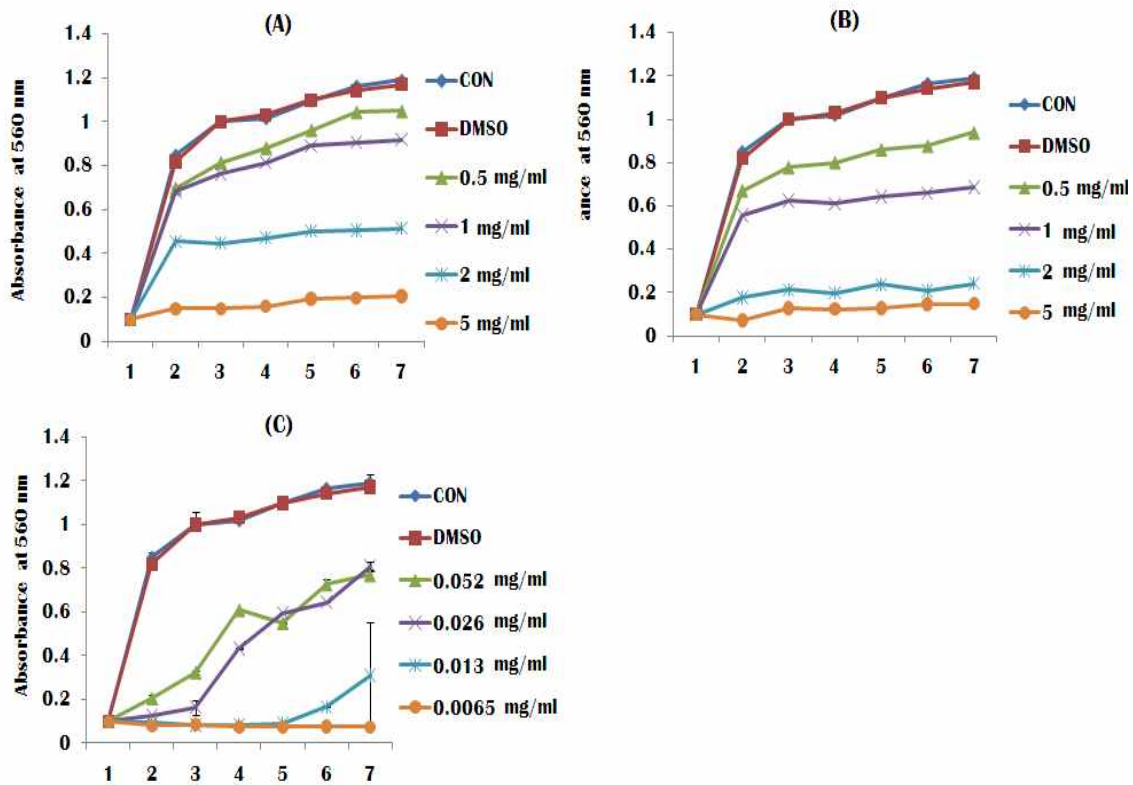 (A)
Absorbance at 560 nm
1.4
1.2
1
0.8
0.6
0.4
0.2
0
1 2 3 4 5 6 7
CON
DMSO
0.5 mg/ml
1 mg/ml
2 mg/ml
5 mg/ml
(B)
ance at 560 nm
1.4
1.2
1
0.8
0.6
0.4
0.2
0
1 2 3 4 5 6 7
CON
DMSO
0.5 mg/ml
1 mg/ml
2 mg/ml
5 mg/ml
(C)
Absorbance at 560 nm
1.4
1.2
1
0.8
0.6
0.4
0.2
0
1 2 3 4 5 6 7
CON
DMSO
0.052 mg/ml
0.026 mg/ml
0.013 mg/ml
0.0065 mg/ml